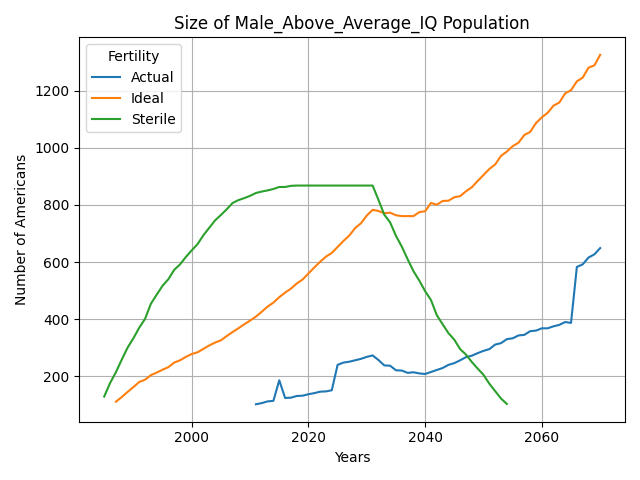 Size of Male_Above_Average_IQ Population
Fertility
Actual
Ideal
Sterile
Number of Americans
1200
1000
800
600
400
200
2000
2020
2040
2060
Years